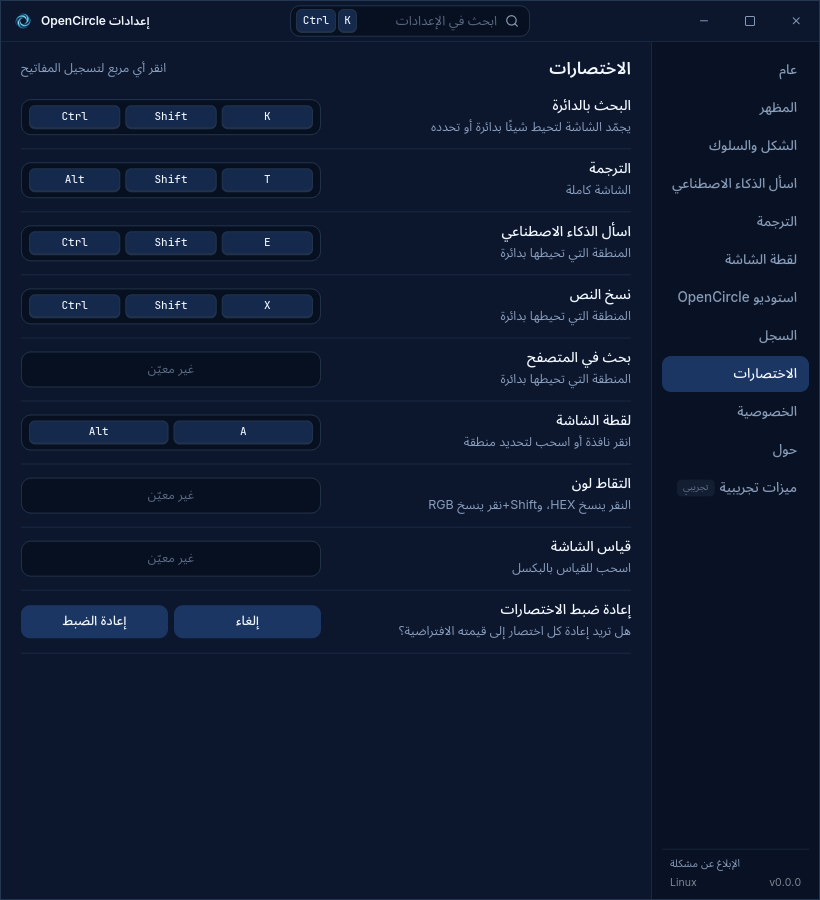 إعدادات OpenCircle
ابحث في الإعدادات
Ctrl K
عام
المظهر
الشكل والسلوك
اسأل الذكاء الاصطناعي
الترجمة
لقطة الشاشة
استوديو OpenCircle
السجل
الاختصارات
الخصوصية
حول
ميزات تجريبية تجريبي
الإبلاغ عن مشكلة
Linux v0.0.0
الاختصارات
انقر أي مربع لتسجيل المفاتيح
البحث بالدائرة
يجمّد الشاشة لتحيط شيئًا بدائرة أو تحدده
Ctrl Shift K
الترجمة
الشاشة كاملة
Alt Shift T
اسأل الذكاء الاصطناعي
المنطقة التي تحيطها بدائرة
Ctrl Shift E
نسخ النص
المنطقة التي تحيطها بدائرة
Ctrl Shift X
بحث في المتصفح
المنطقة التي تحيطها بدائرة
غير معيّن
لقطة الشاشة
انقر نافذة أو اسحب لتحديد منطقة
Alt A
التقاط لون
النقر ينسخ HEX، وShift+نقر ينسخ RGB
غير معيّن
قياس الشاشة
اسحب للقياس بالبكسل
غير معيّن
إعادة ضبط الاختصارات
هل تريد إعادة كل اختصار إلى قيمته الافتراضية؟
إلغاء
إعادة الضبط